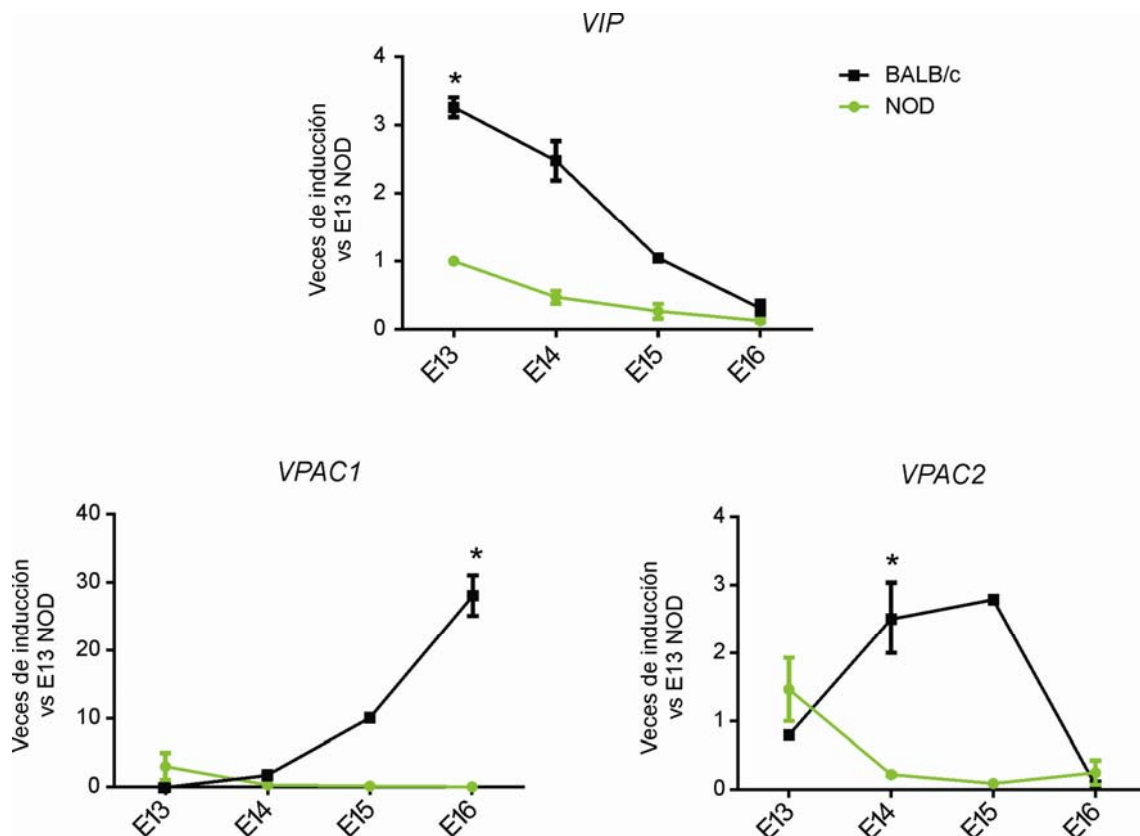 VIP
4
3
2
1
0
*
Veces de inducción
vs E13 NOD
E13
E14
E15
E16
BALB/c
NOD
VPAC1
40
30
20
10
0
*
Veces de inducción
vs E13 NOD
E13
E14
E15
E16
VPAC2
4
3
2
1
0
*
Veces de inducción
vs E13 NOD
E13
E14
E15
E16